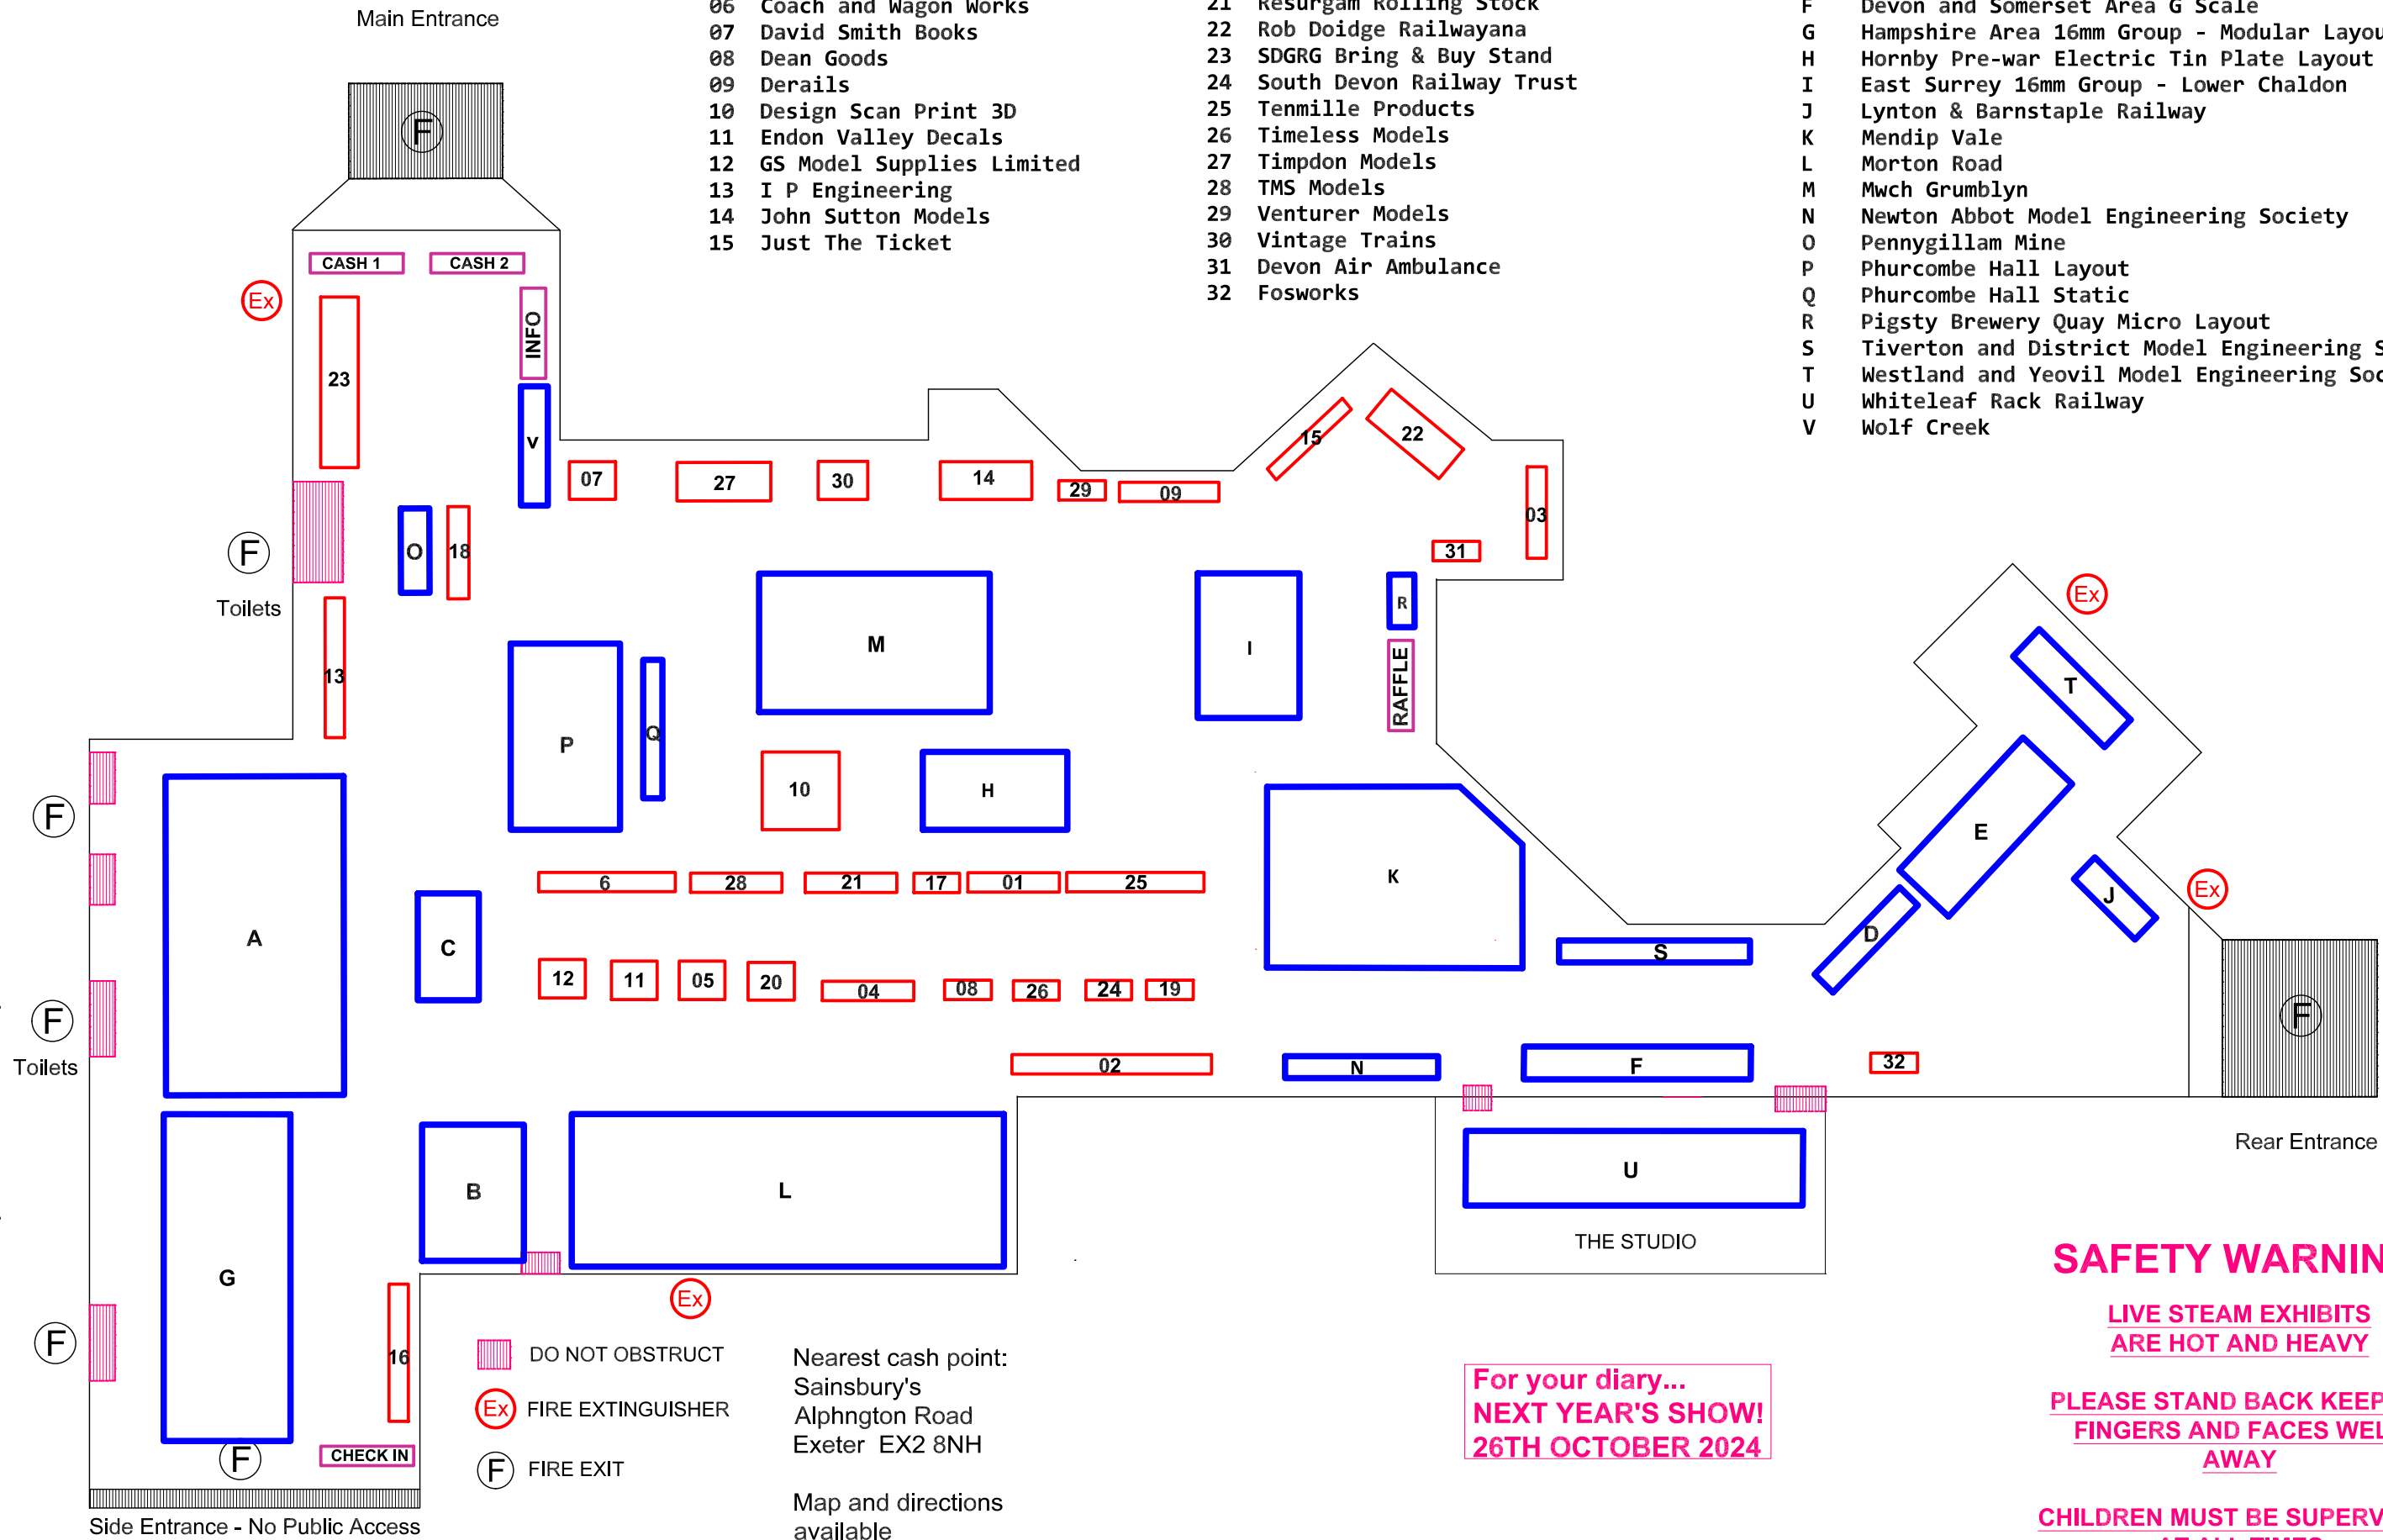 Main Entrance
06 Coach and Wagon Works
07 David Smith Books
08 Dean Goods
09 Derails
10 Design Scan Print 3D
11 Endon Valley Decals
12 GS Model Supplies Limited
13 I P Engineering
14 John Sutton Models
15 Just The Ticket
21 Resurgam Rolling Stock
22 Rob Doidge Railwayana
23 SDGRG Bring & Buy Stand
24 South Devon Railway Trust
25 Tenmille Products
26 Timeless Models
27 Timpdon Models
28 TMS Models
29 Venturer Models
30 Vintage Trains
31 Devon Air Ambulance
32 Fosworks
F Devon and Somerset Area G Scale
G Hampshire Area 16mm Group - Modular Layou
H Hornby Pre-war Electric Tin Plate Layout
I East Surrey 16mm Group - Lower Chaldon
J Lynton & Barnstaple Railway
K Mendip Vale
L Morton Road
M Mwch Grumblyn
N Newton Abbot Model Engineering Society
O Pennygillam Mine
P Phurcombe Hall Layout
Q Phurcombe Hall Static
R Pigsty Brewery Quay Micro Layout
S Tiverton and District Model Engineering S
T Westland and Yeovil Model Engineering Soc
U Whiteleaf Rack Railway
V Wolf Creek
F
CASH 1 CASH 2
Ex
INFO
23
v
15 22
07 27 30 14 29 09
03
F
O 18
31
Toilets
R
Ex
13
M
I
RAFFLE
T
P
Q
10
H
E
F
6 28 21 17 01 25
K
J
Ex
A
C
D
S
12 11 05 20 04 08 26 24 19
F
F
Toilets
02
N
F
32
Rear Entrance
B
L
U
THE STUDIO
G
Ex
F
16
F
CHECK IN
Side Entrance - No Public Access
DO NOT OBSTRUCT
Ex FIRE EXTINGUISHER
F FIRE EXIT
Nearest cash point:
Sainsbury's
Alphngton Road
Exeter EX2 8NH
Map and directions
available
For your diary...
NEXT YEAR'S SHOW!
26TH OCTOBER 2024
SAFETY WARNIN
LIVE STEAM EXHIBITS
ARE HOT AND HEAVY
PLEASE STAND BACK KEEP
FINGERS AND FACES WEL
AWAY
CHILDREN MUST BE SUPERV
AT ALL TIMES